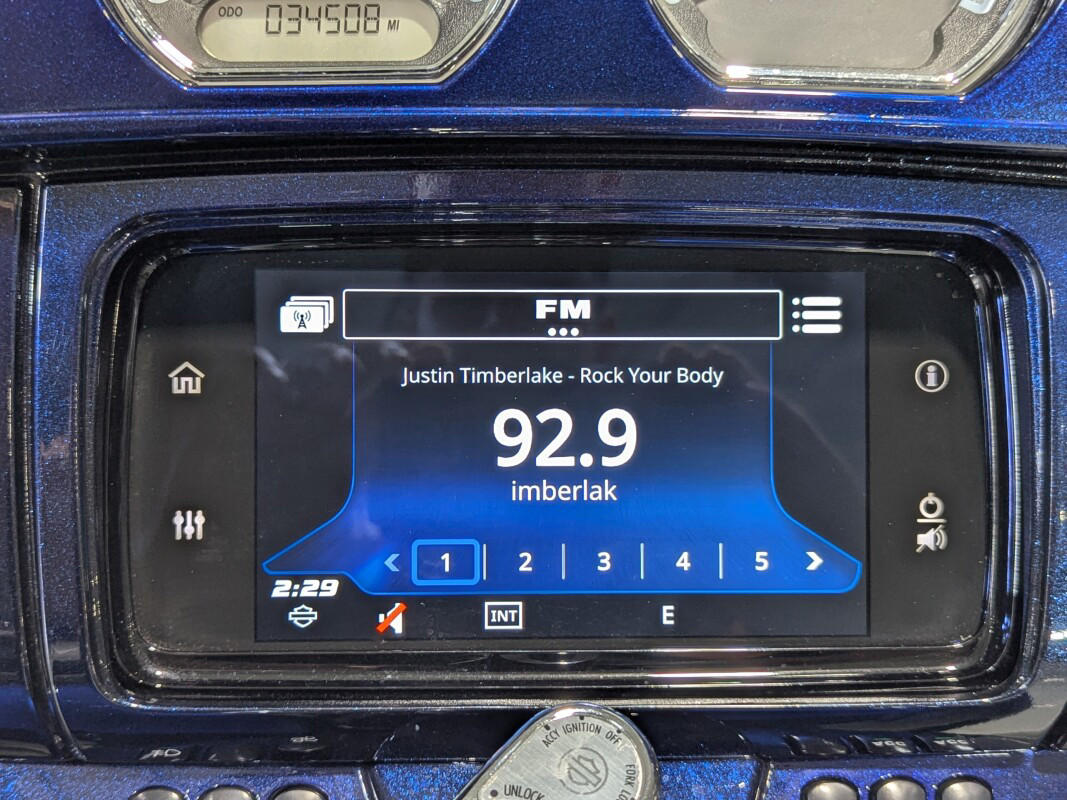 ODO 034508 MI
FM
Justin Timberlake - Rock Your Body
92.9
imberlak
1 2 3 4 5
2:29
INT E
ACCY IGNITION OFF
UNLOCK